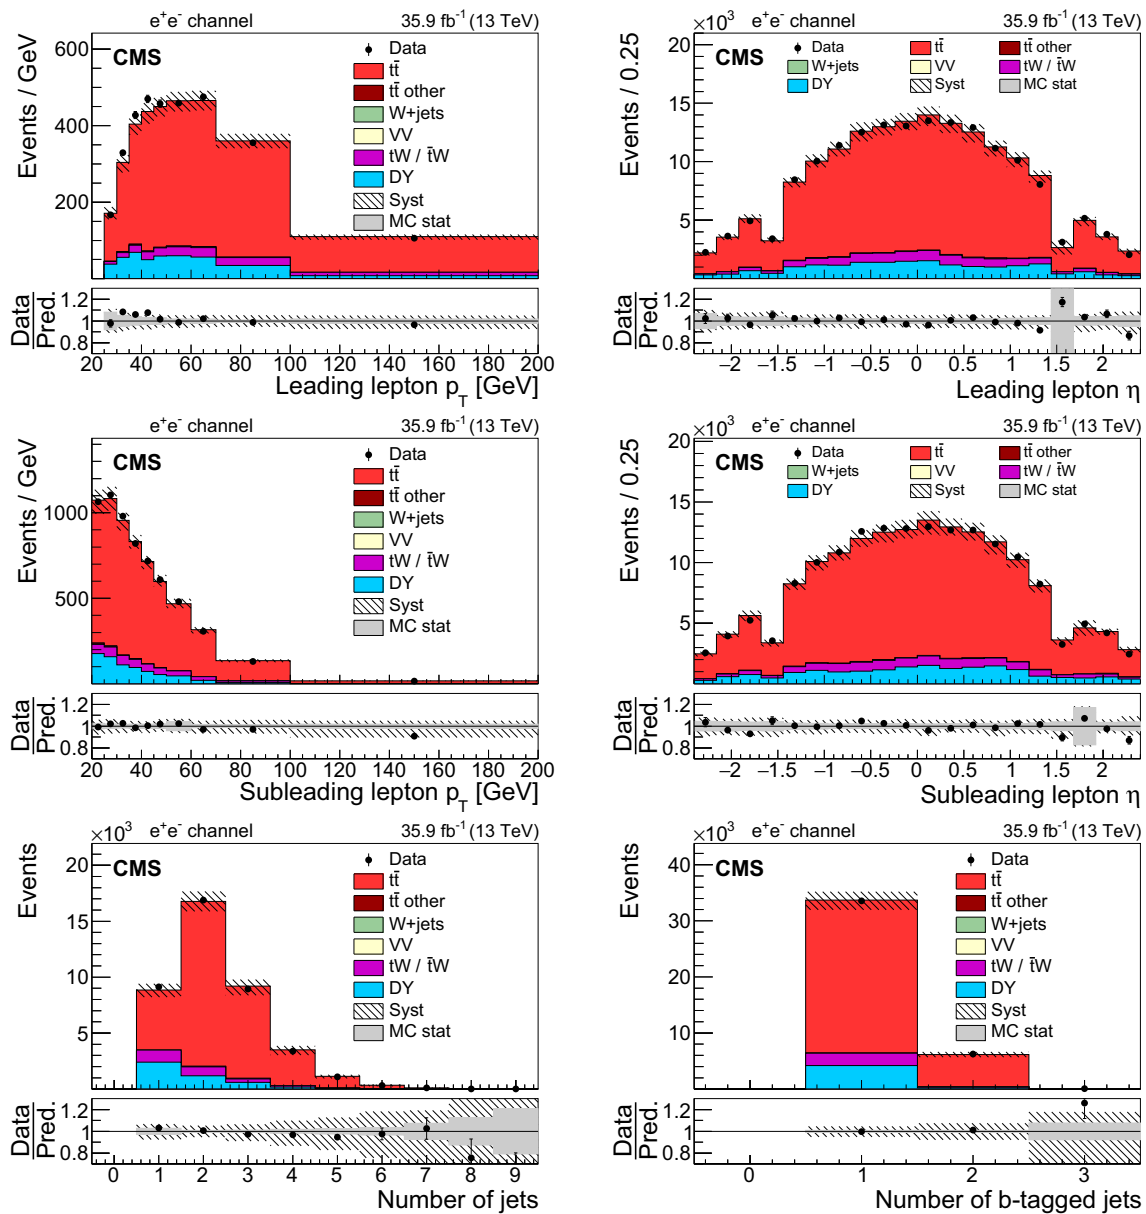 e⁺e⁻ channel 35.9 fb⁻¹ (13 TeV)
Events / GeV
600
400
200
CMS
Data
tt̄
tt̄ other
W+jets
VV
tW / t̄W
DY
Syst
MC stat
Data
Pred.
1.2
1
0.8
20 40 60 80 100 120 140 160 180 200
Leading lepton p_T [GeV]
×10³ e⁺e⁻ channel 35.9 fb⁻¹ (13 TeV)
Events / 0.25
20
15
10
5
CMS
Data tt̄ tt̄ other
W+jets VV tW / t̄W
DY Syst MC stat
Data
Pred.
1.2
1
0.8
−2 −1.5 −1 −0.5 0 0.5 1 1.5 2
Leading lepton η
e⁺e⁻ channel 35.9 fb⁻¹ (13 TeV)
Events / GeV
1000
500
CMS
Data
tt̄
tt̄ other
W+jets
VV
tW / t̄W
DY
Syst
MC stat
Data
Pred.
1.2
1
0.8
20 40 60 80 100 120 140 160 180 200
Subleading lepton p_T [GeV]
×10³ e⁺e⁻ channel 35.9 fb⁻¹ (13 TeV)
Events / 0.25
20
15
10
5
CMS
Data tt̄ tt̄ other
W+jets VV tW / t̄W
DY Syst MC stat
Data
Pred.
1.2
1
0.8
−2 −1.5 −1 −0.5 0 0.5 1 1.5 2
Subleading lepton η
×10³ e⁺e⁻ channel 35.9 fb⁻¹ (13 TeV)
Events
20
15
10
5
CMS
Data
tt̄
tt̄ other
W+jets
VV
tW / t̄W
DY
Syst
MC stat
Data
Pred.
1.2
1
0.8
0 1 2 3 4 5 6 7 8 9
Number of jets
×10³ e⁺e⁻ channel 35.9 fb⁻¹ (13 TeV)
Events
40
30
20
10
CMS
Data
tt̄
tt̄ other
W+jets
VV
tW / t̄W
DY
Syst
MC stat
Data
Pred.
1.2
1
0.8
0 1 2 3
Number of b-tagged jets